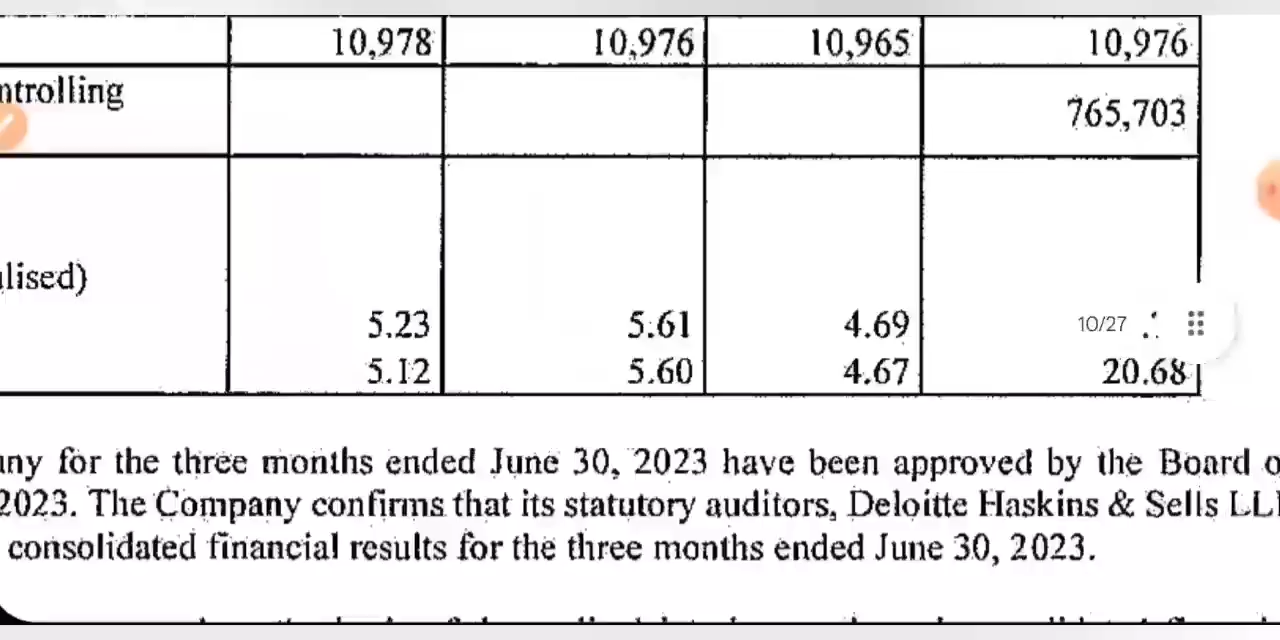 10,978 10,976 10,965 10,976
ntrolling
765,703
lised)
5.23 5.61 4.69 10/27
5.12 5.60 4.67 20.68
any for the three months ended June 30, 2023 have been approved by the Board o
2023. The Company confirms that its statutory auditors, Deloitte Haskins & Sells LL
consolidated financial results for the three months ended June 30, 2023.